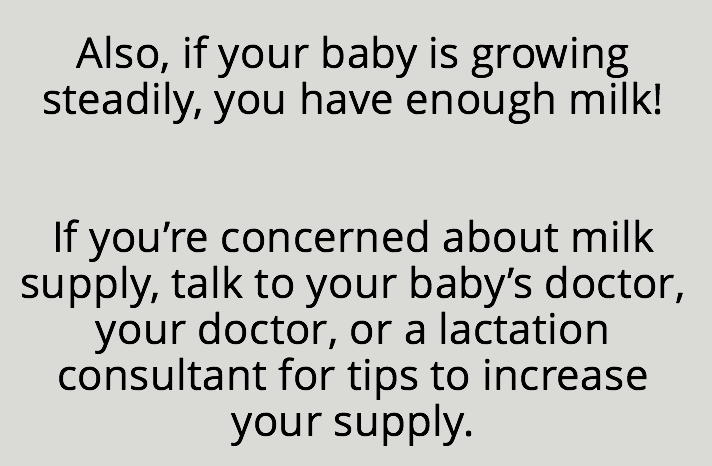 Also, if your baby is growing
steadily, you have enough milk!
If you’re concerned about milk
supply, talk to your baby’s doctor,
your doctor, or a lactation
consultant for tips to increase
your supply.